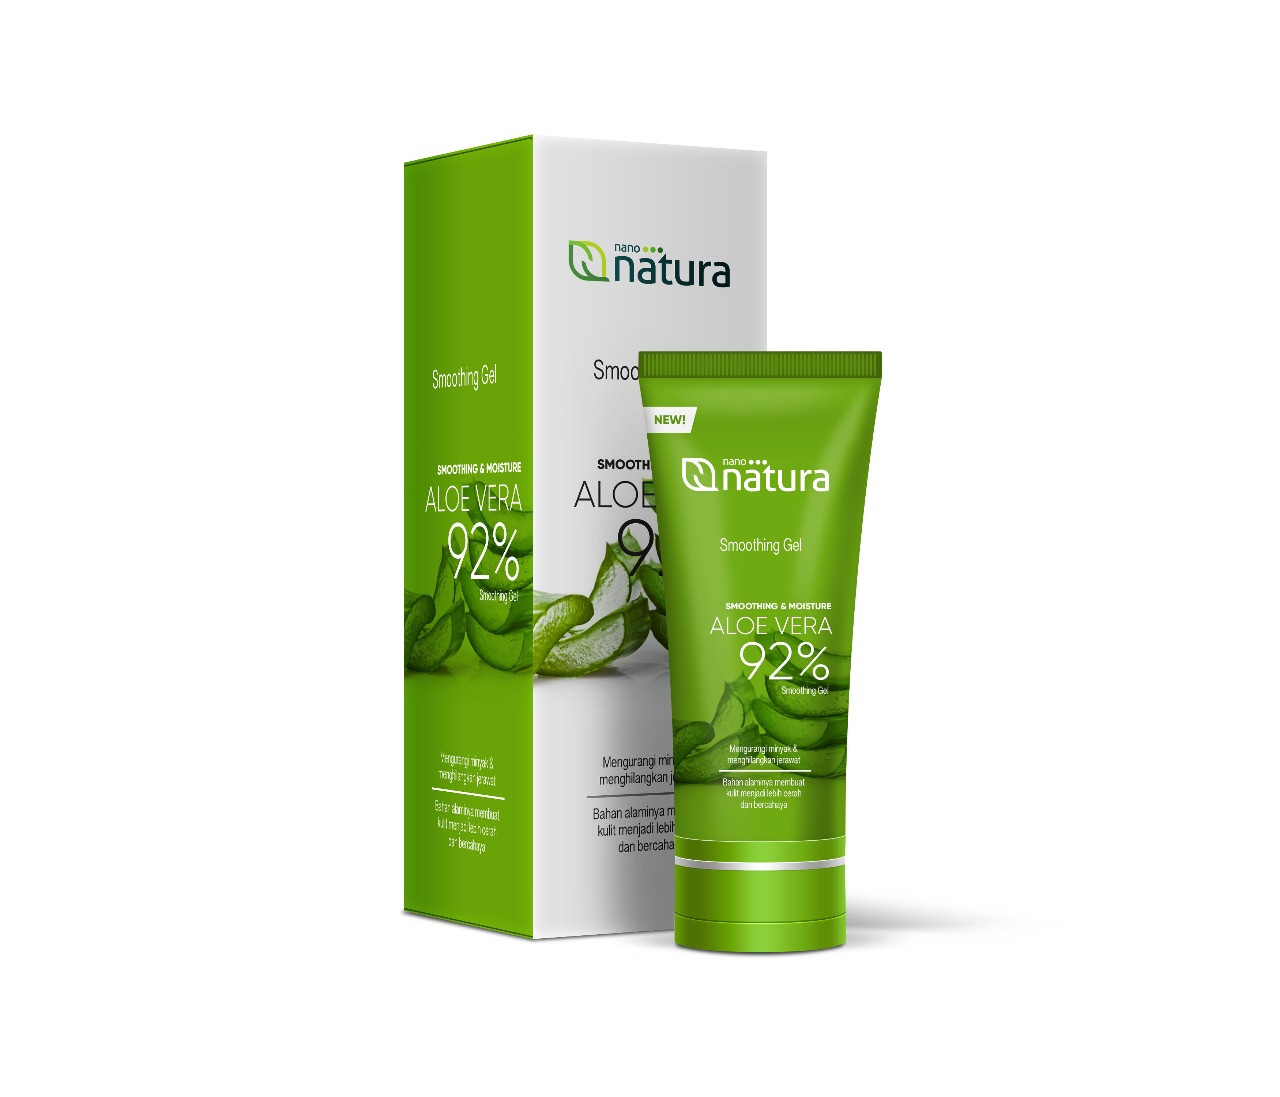 nano
natura
Smoothing Gel
SMOOTHING & MOISTURE
ALOE VERA
92%
Smoothing Gel
Mengurangi minyak &
menghilangkan jerawat
Bahan alaminya membuat
kulit menjadi lebih cerah
dan bercahaya
Smoo
SMOOTH
ALOE
9
Mengurangi min
menghilangkan j
Bahan alaminya m
kulit menjadi lebih
dan bercaha
NEW!
nano
natura
Smoothing Gel
SMOOTHING & MOISTURE
ALOE VERA
92%
Smoothing Gel
Mengurangi minyak &
menghilangkan jerawat
Bahan alaminya membuat
kulit menjadi lebih cerah
dan bercahaya